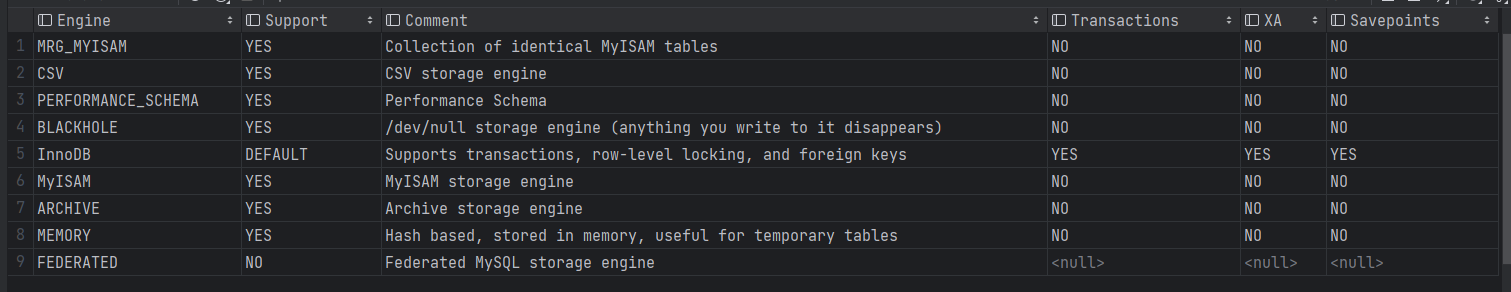 Engine Support Comment Transactions XA Savepoints
1 MRG_MYISAM YES Collection of identical MyISAM tables NO NO NO
2 CSV YES CSV storage engine NO NO NO
3 PERFORMANCE_SCHEMA YES Performance Schema NO NO NO
4 BLACKHOLE YES /dev/null storage engine (anything you write to it disappears) NO NO NO
5 InnoDB DEFAULT Supports transactions, row-level locking, and foreign keys YES YES YES
6 MyISAM YES MyISAM storage engine NO NO NO
7 ARCHIVE YES Archive storage engine NO NO NO
8 MEMORY YES Hash based, stored in memory, useful for temporary tables NO NO NO
9 FEDERATED NO Federated MySQL storage engine <null> <null> <null>